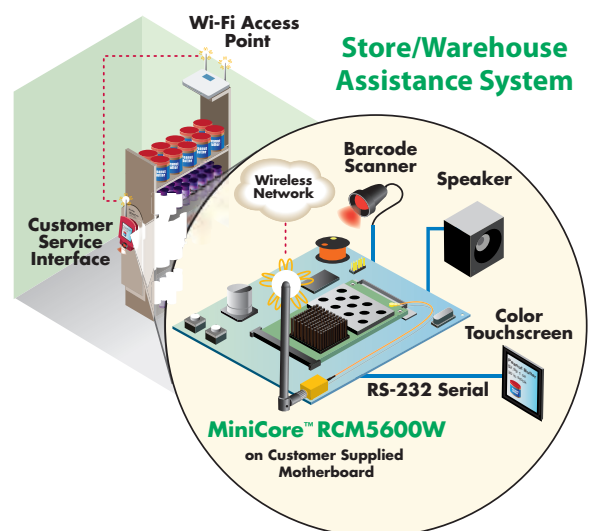 Wi-Fi Access
Point
Store/Warehouse
Assistance System
Barcode
Scanner
Speaker
Wireless
Network
Customer
Service
Interface
Color
Touchscreen
RS-232 Serial
MiniCore™ RCM5600W
on Customer Supplied
Motherboard